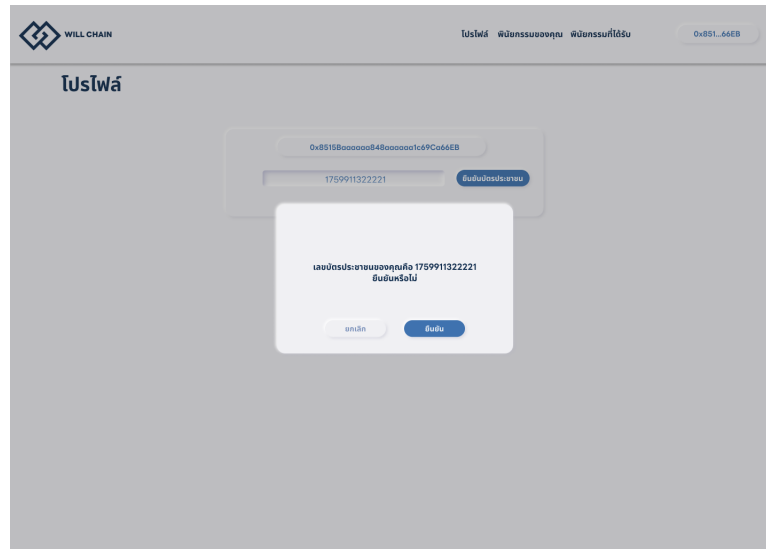 WILL CHAIN
โปรไฟล์ พินัยกรรมของคุณ พินัยกรรมที่ได้รับ
0x851...66EB
โปรไฟล์
0x8515Baaaaaa848aaaaaa1c69Ca66EB
1759911322221
ยืนยันบัตรประชาชน
เลขบัตรประชาชนของคุณคือ 1759911322221
ยืนยันหรือไม่
ยกเลิก
ยืนยัน